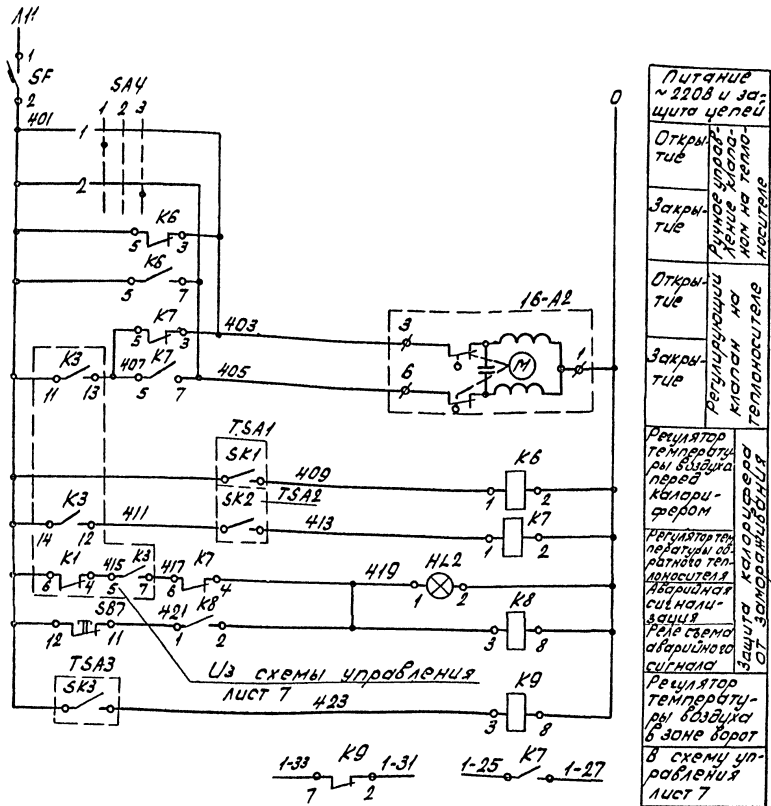 Л11
1
SF
2
401
SA4
1 2 3
1
2
K6
5 3
K6
5 7
K7
5 3
403
K3
407
K7
11 13
5 7
405
16-A2
3
6
M
1
0
TSA1
SK1
409
K6
1 2
K3
411
SK2
TSA2
413
K7
14 12
1 2
K1
415
K3
417
K7
419
HL2
6 4
5 7
6 4
1 2
SB7
421
K8
K8
12 11
1 2
3 8
TSA3
Из схемы управления
лист 7
SK3
423
K9
3 8
1-33
K9
1-31
7 2
1-25
K7
1-27
Питание
~220В и за-
щита цепей
Откры-
тие
Закры-
тие
Ручное управ-
ление клапа-
ном на тепло-
носителе
Откры-
тие
Закры-
тие
Регулирующий
клапан на
теплоносителе
Регулятор
температу-
ры воздуха
перед
калори-
фером
Регулятор тем-
пературы об-
ратного теп-
лоносителя
Аварийная
сигнали-
зация
Реле съема
аварийного
сигнала
Защита калорифера
от замораживания
Регулятор
температу-
ры воздуха
в зоне ворот
В схему уп-
равления
лист 7